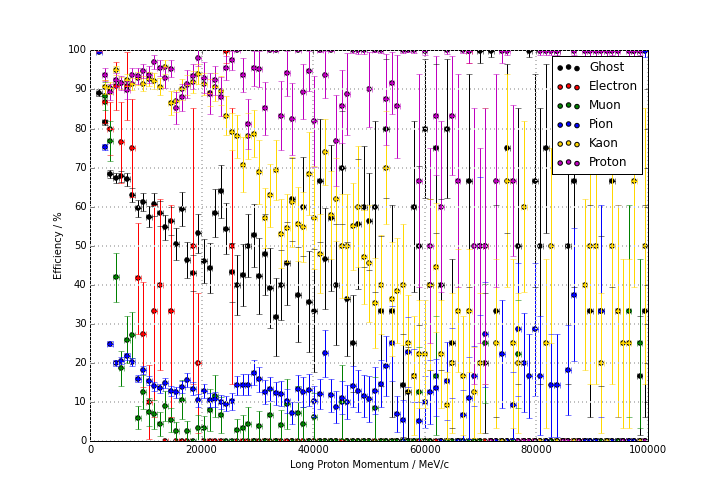 100
90
80
70
60
50
40
30
20
10
0
Efficiency / %
0 20000 40000 60000 80000 100000
Long Proton Momentum / MeV/c
Ghost
Electron
Muon
Pion
Kaon
Proton